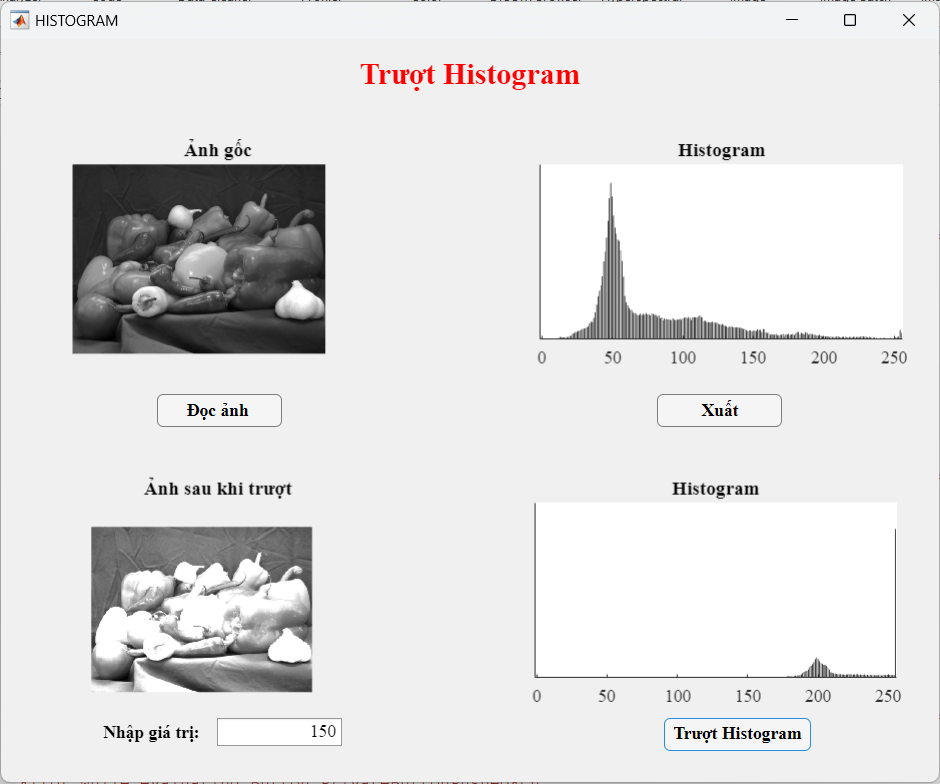 HISTOGRAM
Trượt Histogram
Ảnh gốc
Histogram
0 50 100 150 200 250
Đọc ảnh
Xuất
Ảnh sau khi trượt
Histogram
0 50 100 150 200 250
Nhập giá trị: 150
Trượt Histogram